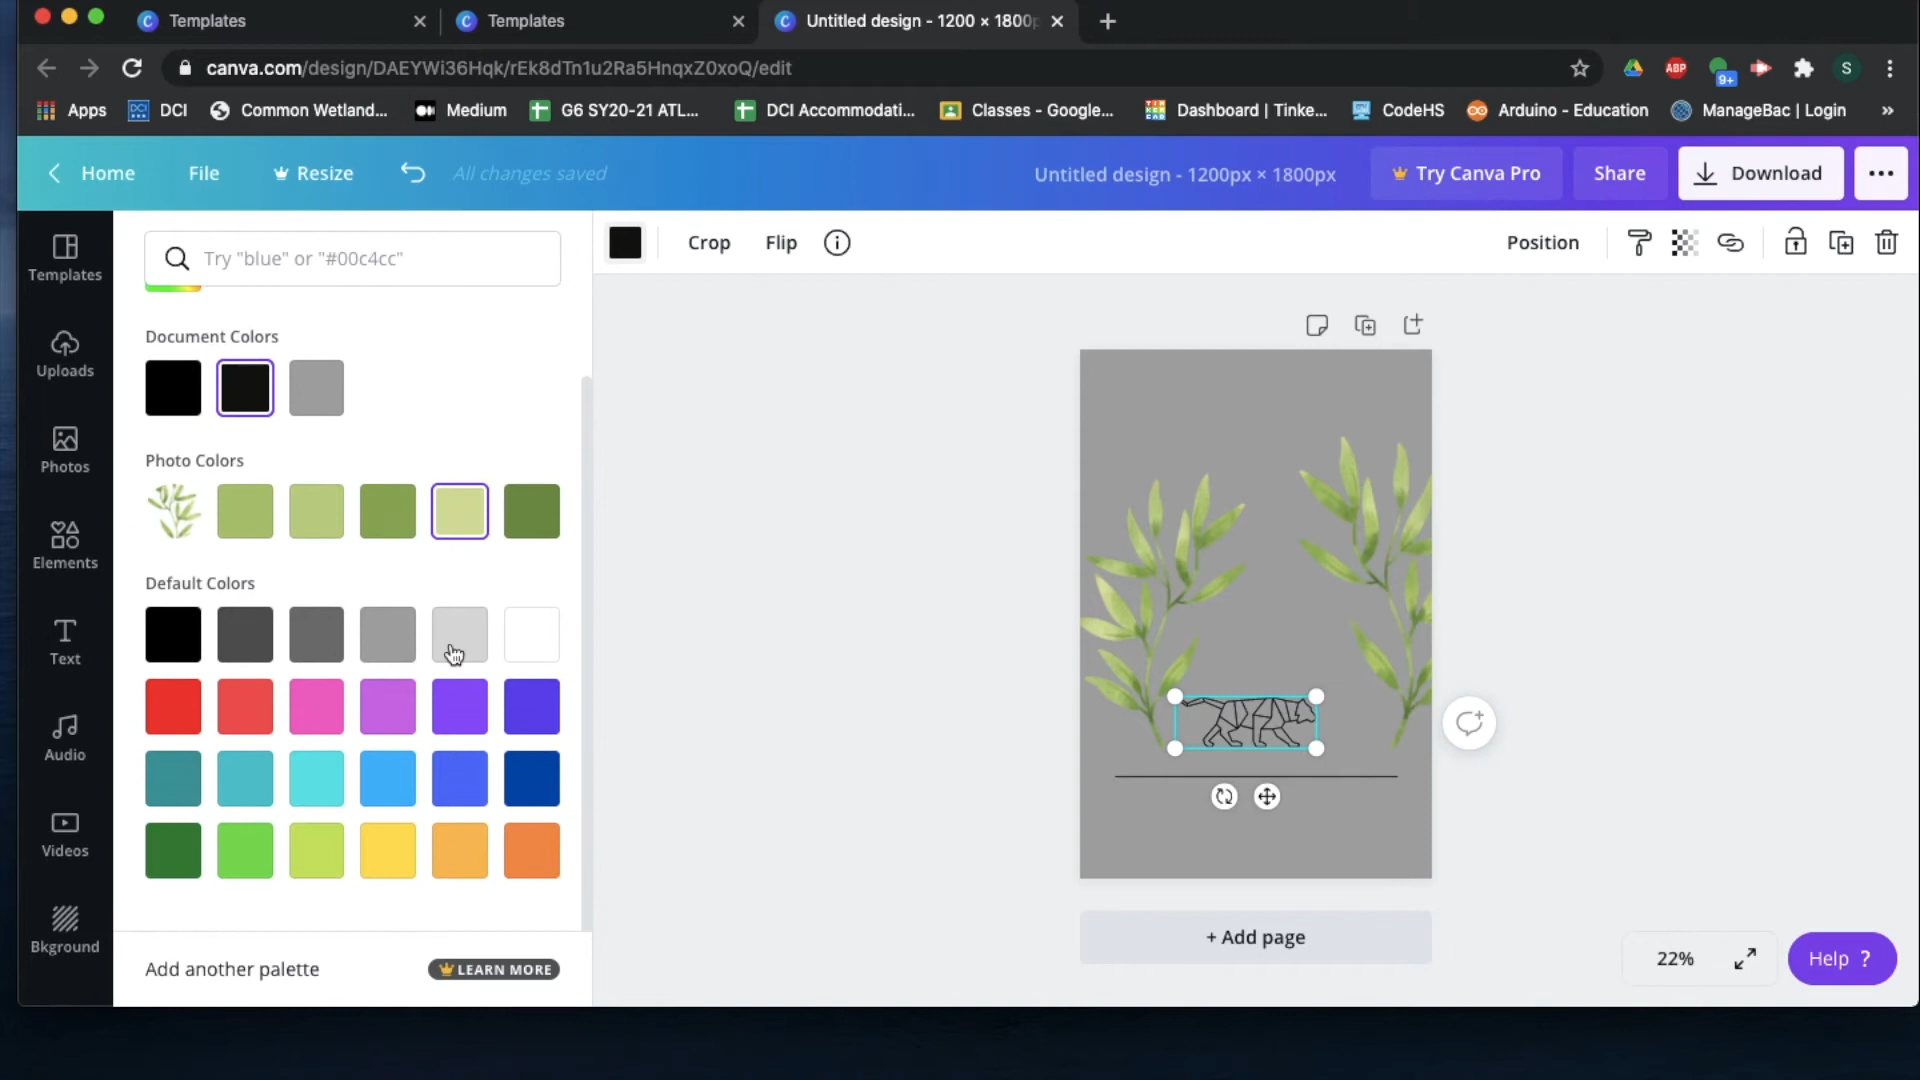 Templates
Templates
Untitled design - 1200 × 1800p
canva.com/design/DAEYWi36Hqk/rEk8dTn1u2Ra5HnqxZ0xoQ/edit
ABP
9+
S
Apps
DCI
DCI
Common Wetland...
Medium
G6 SY20-21 ATL...
DCI Accommodati...
Classes - Google...
Dashboard | Tinke...
CodeHS
Arduino - Education
ManageBac | Login
»
Home
File
Resize
All changes saved
Untitled design - 1200px × 1800px
Try Canva Pro
Share
Download
Templates
Uploads
Photos
Elements
Text
Audio
Videos
Bkground
Try "blue" or "#00c4cc"
Document Colors
Photo Colors
Default Colors
Add another palette
LEARN MORE
Crop
Flip
Position
+ Add page
22%
Help ?